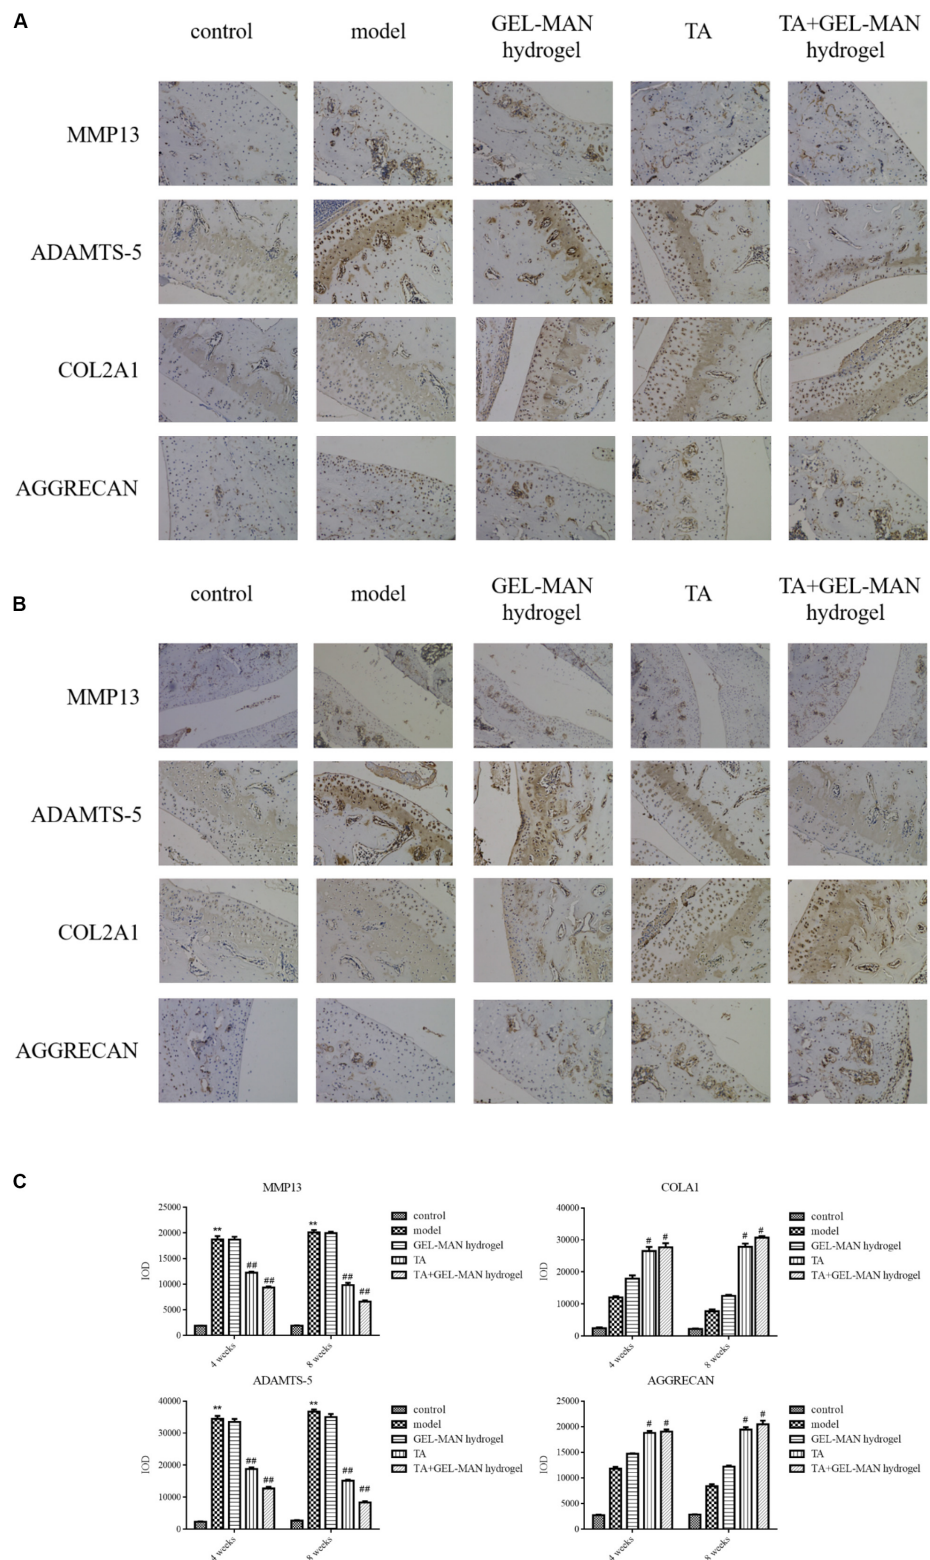 A
control
model
GEL-MAN
hydrogel
TA
TA+GEL-MAN
hydrogel
MMP13
ADAMTS-5
COL2A1
AGGRECAN
B
control
model
GEL-MAN
hydrogel
TA
TA+GEL-MAN
hydrogel
MMP13
ADAMTS-5
COL2A1
AGGRECAN
C
MMP13
IOD
25000
20000
15000
10000
5000
0
**
##
##
**
##
##
4 weeks
8 weeks
control
model
GEL-MAN hydrogel
TA
TA+GEL-MAN hydrogel
COLA1
IOD
40000
30000
20000
10000
0
#
#
#
#
4 weeks
8 weeks
control
model
GEL-MAN hydrogel
TA
TA+GEL-MAN hydrogel
ADAMTS-5
IOD
40000
30000
20000
10000
0
**
##
##
**
##
##
4 weeks
8 weeks
control
model
GEL-MAN hydrogel
TA
TA+GEL-MAN hydrogel
AGGRECAN
IOD
25000
20000
15000
10000
5000
0
#
#
#
#
4 weeks
8 weeks
control
model
GEL-MAN hydrogel
TA
TA+GEL-MAN hydrogel